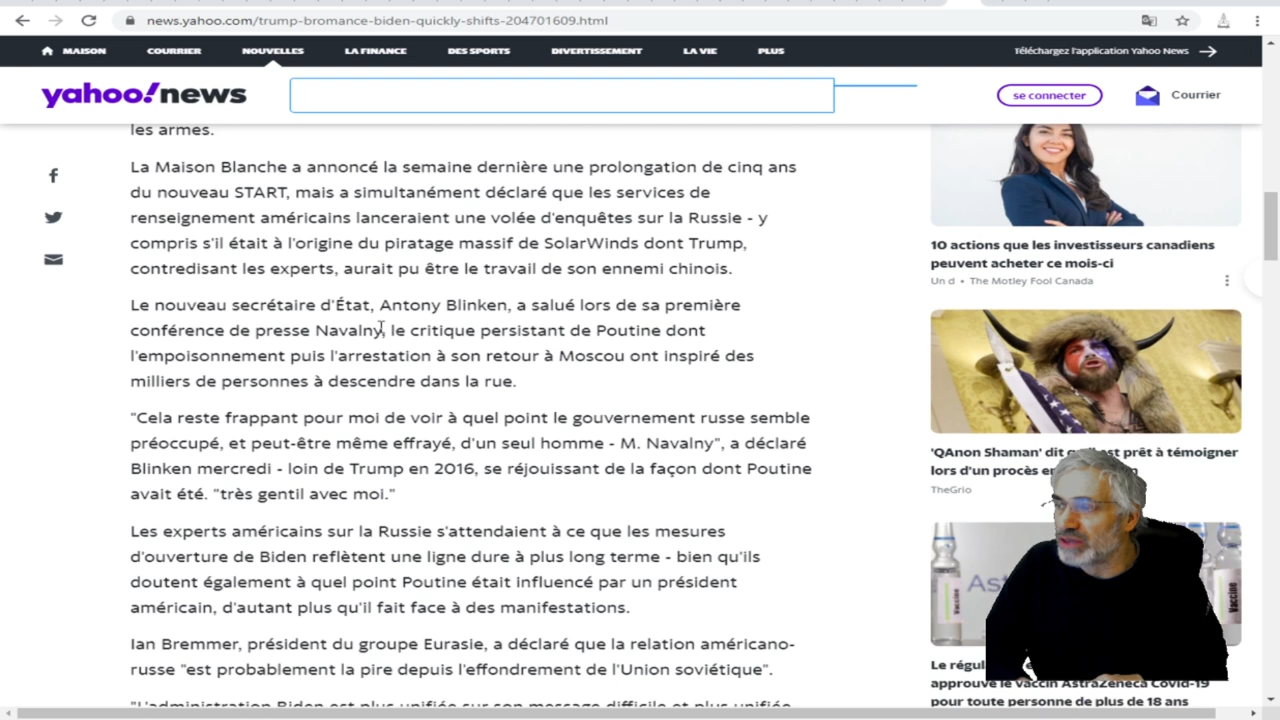 news.yahoo.com/trump-bromance-biden-quickly-shifts-204701609.html
MAISON COURRIER NOUVELLES LA FINANCE DES SPORTS DIVERTISSEMENT LA VIE PLUS Téléchargez l'application Yahoo News
yahoo!news se connecter Courrier
les armes.
La Maison Blanche a annoncé la semaine dernière une prolongation de cinq ans
du nouveau START, mais a simultanément déclaré que les services de
renseignement américains lanceraient une volée d'enquêtes sur la Russie - y
compris s'il était à l'origine du piratage massif de SolarWinds dont Trump,
contredisant les experts, aurait pu être le travail de son ennemi chinois.
Le nouveau secrétaire d'État, Antony Blinken, a salué lors de sa première
conférence de presse Navalny, le critique persistant de Poutine dont
l'empoisonnement puis l'arrestation à son retour à Moscou ont inspiré des
milliers de personnes à descendre dans la rue.
"Cela reste frappant pour moi de voir à quel point le gouvernement russe semble
préoccupé, et peut-être même effrayé, d'un seul homme - M. Navalny", a déclaré
Blinken mercredi - loin de Trump en 2016, se réjouissant de la façon dont Poutine
avait été. "très gentil avec moi."
Les experts américains sur la Russie s'attendaient à ce que les mesures
d'ouverture de Biden reflètent une ligne dure à plus long terme - bien qu'ils
doutent également à quel point Poutine était influencé par un président
américain, d'autant plus qu'il fait face à des manifestations.
Ian Bremmer, président du groupe Eurasie, a déclaré que la relation américano-
russe "est probablement la pire depuis l'effondrement de l'Union soviétique".
"L'administration Biden est plus unifiée sur son message difficile et plus unifiée
10 actions que les investisseurs canadiens
peuvent acheter ce mois-ci
Un d • The Motley Fool Canada
'QAnon Shaman' dit est prêt à témoigner
lors d'un procès en
TheGrio
As
Vaccine
Vaccine
Le
approuve le vaccin AstraZeneca Covid-19
pour toute personne de plus de 18 ans